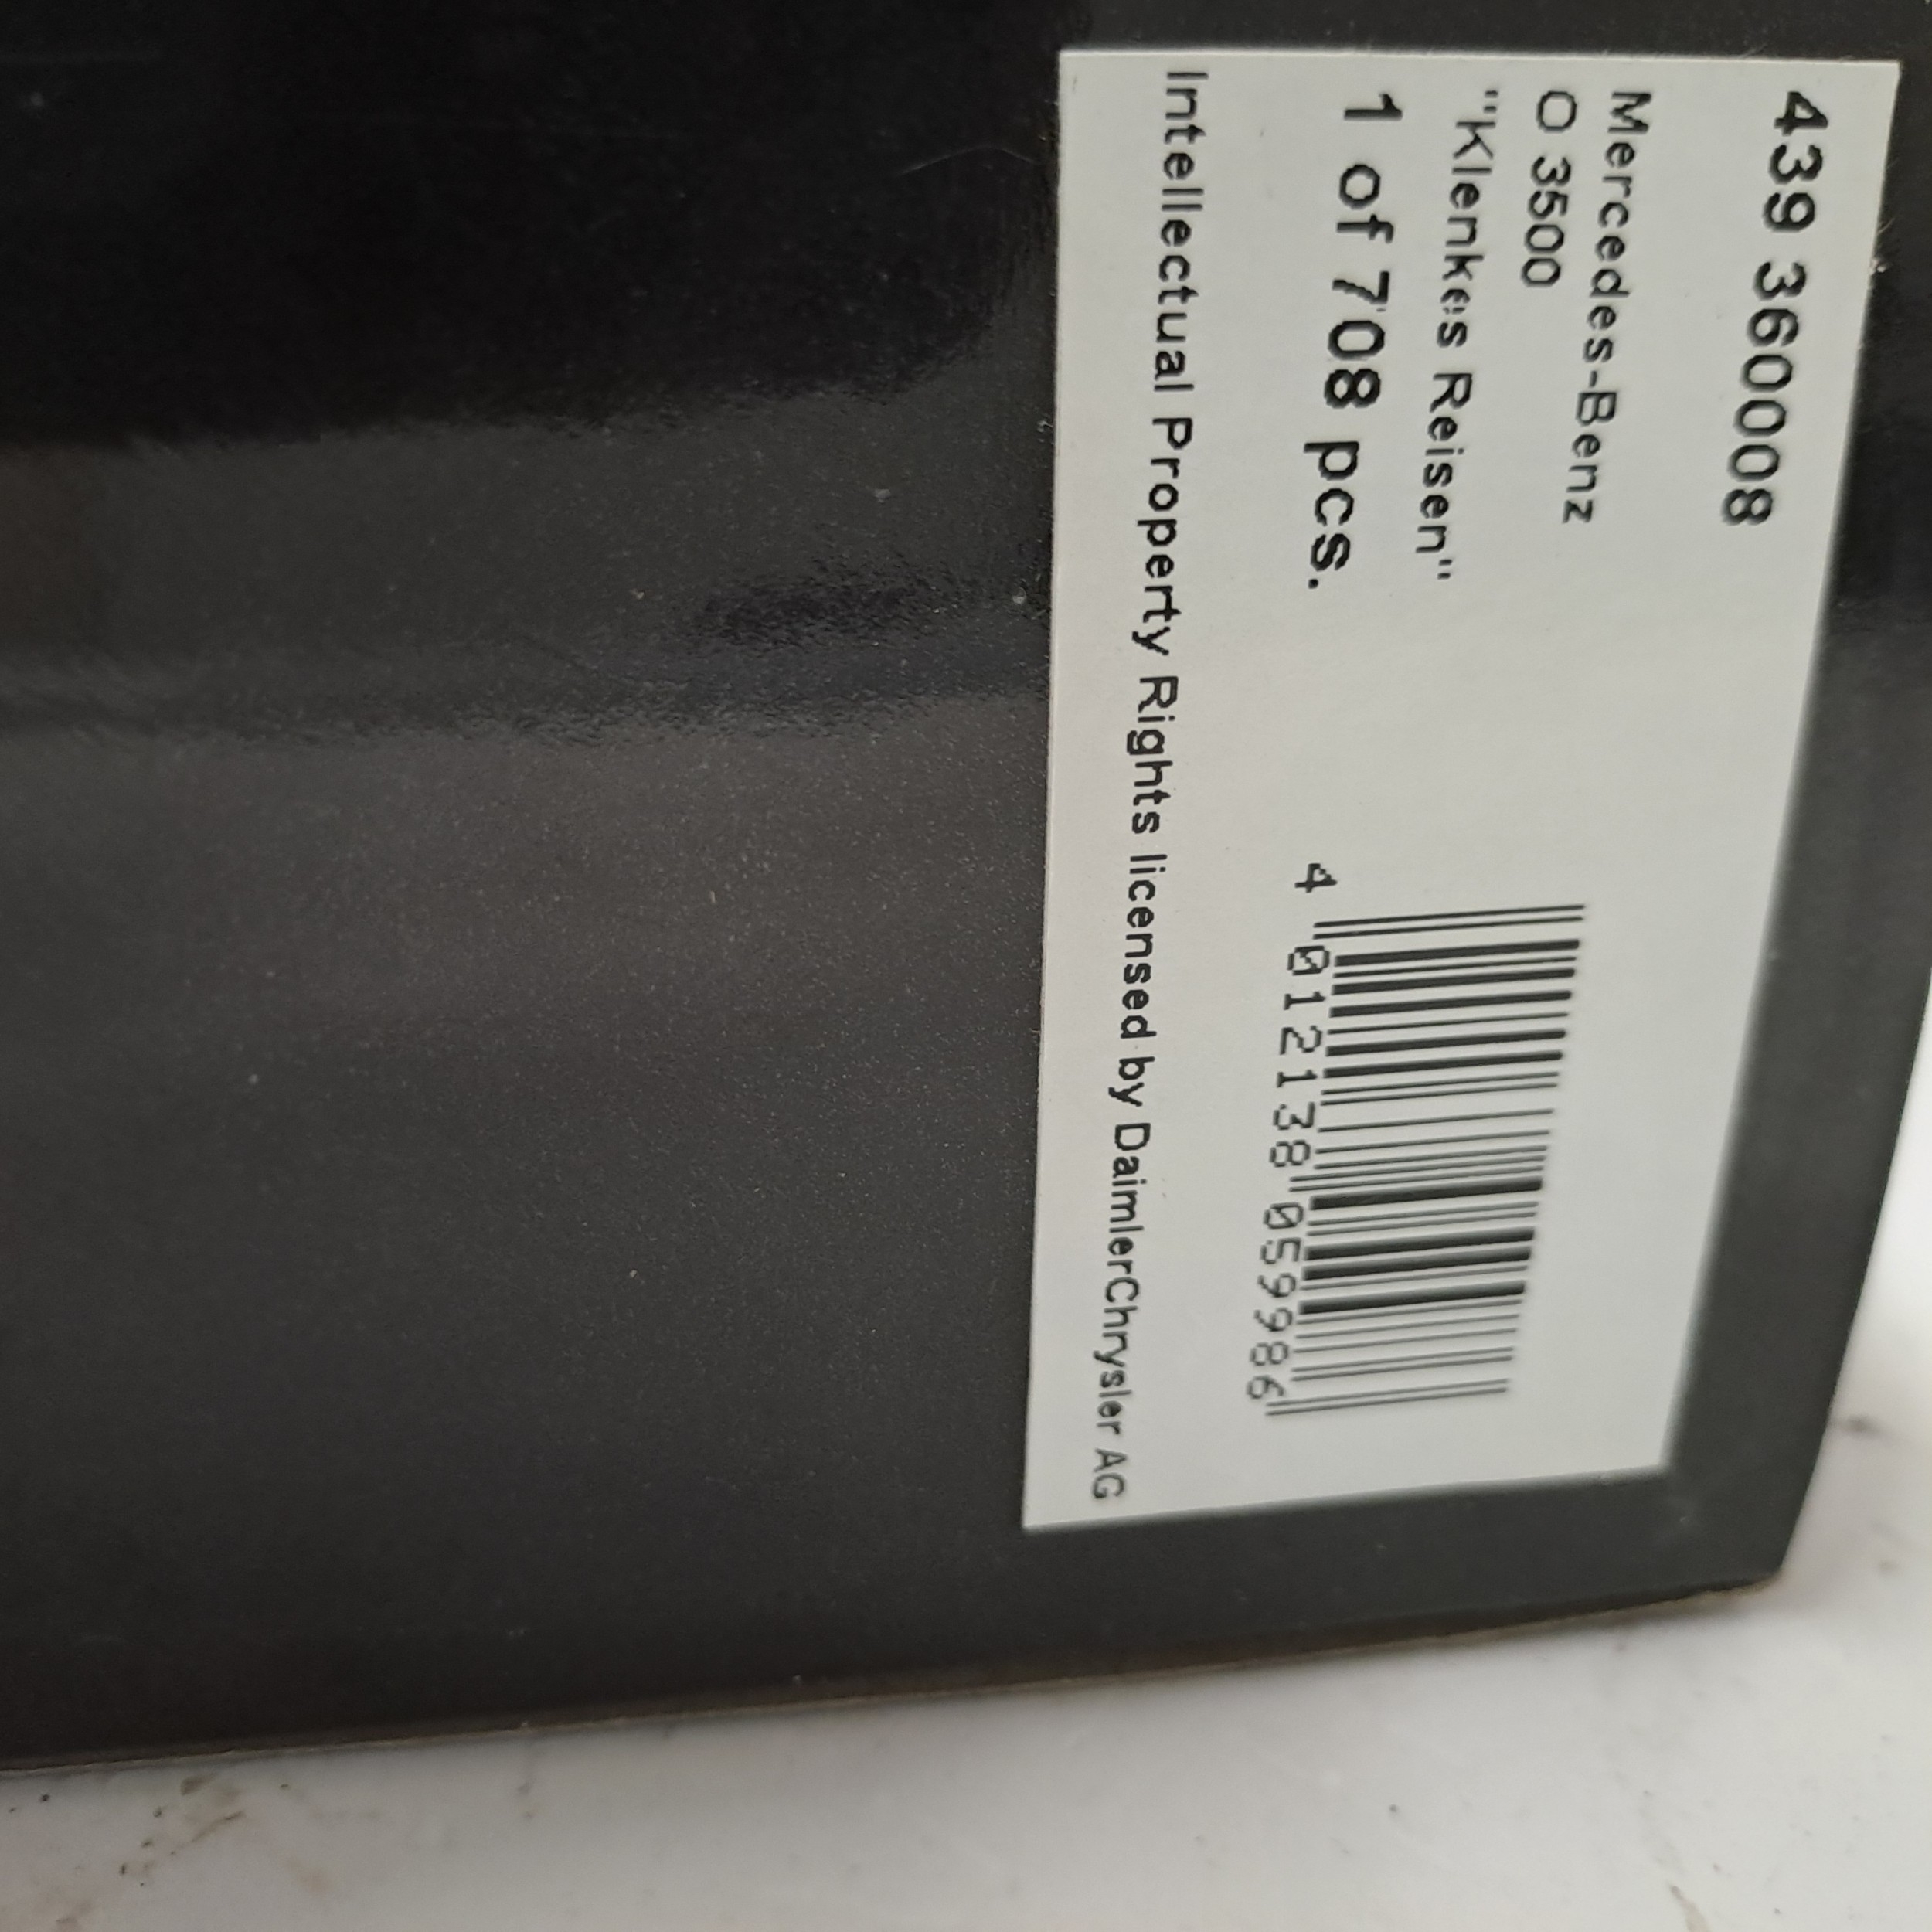 439 360008
Mercedes-Benz
O 3500
"Klenkes Reisen"
1 of 708 pcs.
4 012138 059986
Intellectual Property Rights licensed by DaimlerChrysler AG